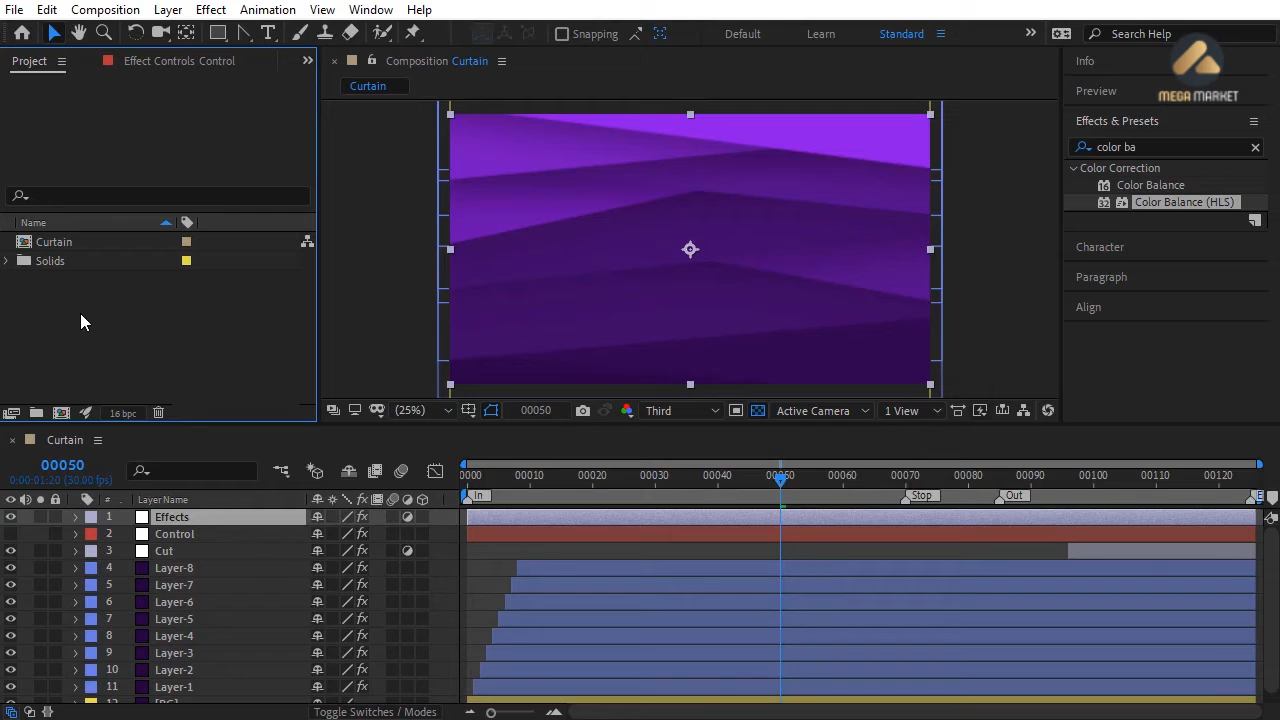 File Edit Composition Layer Effect Animation View Window Help
Snapping Default Learn Standard Search Help
Project Effect Controls Control
Composition Curtain
Curtain
Info
MEGA MARKET
Preview
Effects & Presets
color ba
Color Correction
16 Color Balance
32 Color Balance (HLS)
Character
Paragraph
Align
Name
Curtain
Solids
16 bpc
(25%) 00050 Third Active Camera 1 View
Curtain
00050
0:00:01:20 (30.00 fps)
0000 00010 00020 00030 00040 00050 00060 00070 00080 00090 00100 00110 00120
In Stop Out E
# Layer Name
1 Effects
2 Control
3 Cut
4 Layer-8
5 Layer-7
6 Layer-6
7 Layer-5
8 Layer-4
9 Layer-3
10 Layer-2
11 Layer-1
Toggle Switches / Modes